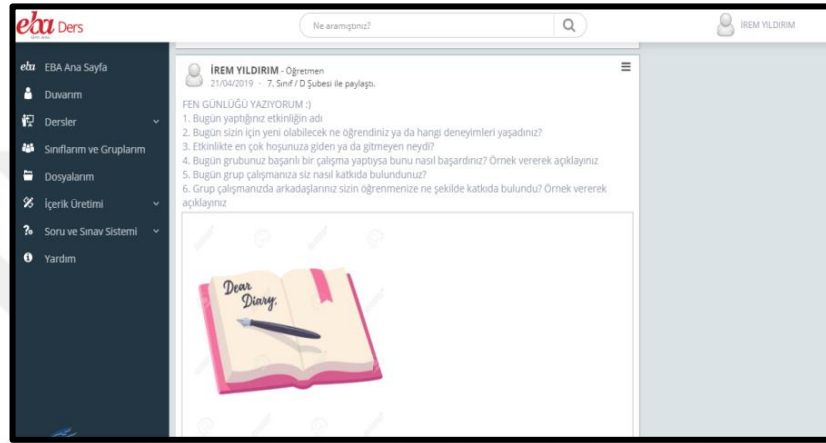 eba Ders
Ne aramıştınız?
İREM YILDIRIM
eba EBA Ana Sayfa
Duvarım
Dersler
Sınıflarım ve Gruplarım
Dosyalarım
İçerik Üretimi
Soru ve Sınav Sistemi
Yardım
İREM YILDIRIM - Öğretmen
21/04/2019 - 7. Sınıf / D Şubesi ile paylaştı.
FEN GÜNLÜĞÜ YAZIYORUM :)
1. Bugün yaptığınız etkinliğin adı
2. Bugün sizin için yeni olabilecek ne öğrendiniz ya da hangi deneyimleri yaşadınız?
3. Etkinlikte en çok hoşunuza giden ya da gitmeyen neydi?
4. Bugün grubunuz başarılı bir çalışma yaptıysa bunu nasıl başardınız? Örnek vererek açıklayınız
5. Bugün grup çalışmanıza siz nasıl katkıda bulundunuz?
6. Grup çalışmanızda arkadaşlarınız sizin öğrenmenize ne şekilde katkıda bulundu? Örnek vererek
açıklayınız
Dear
Diary,